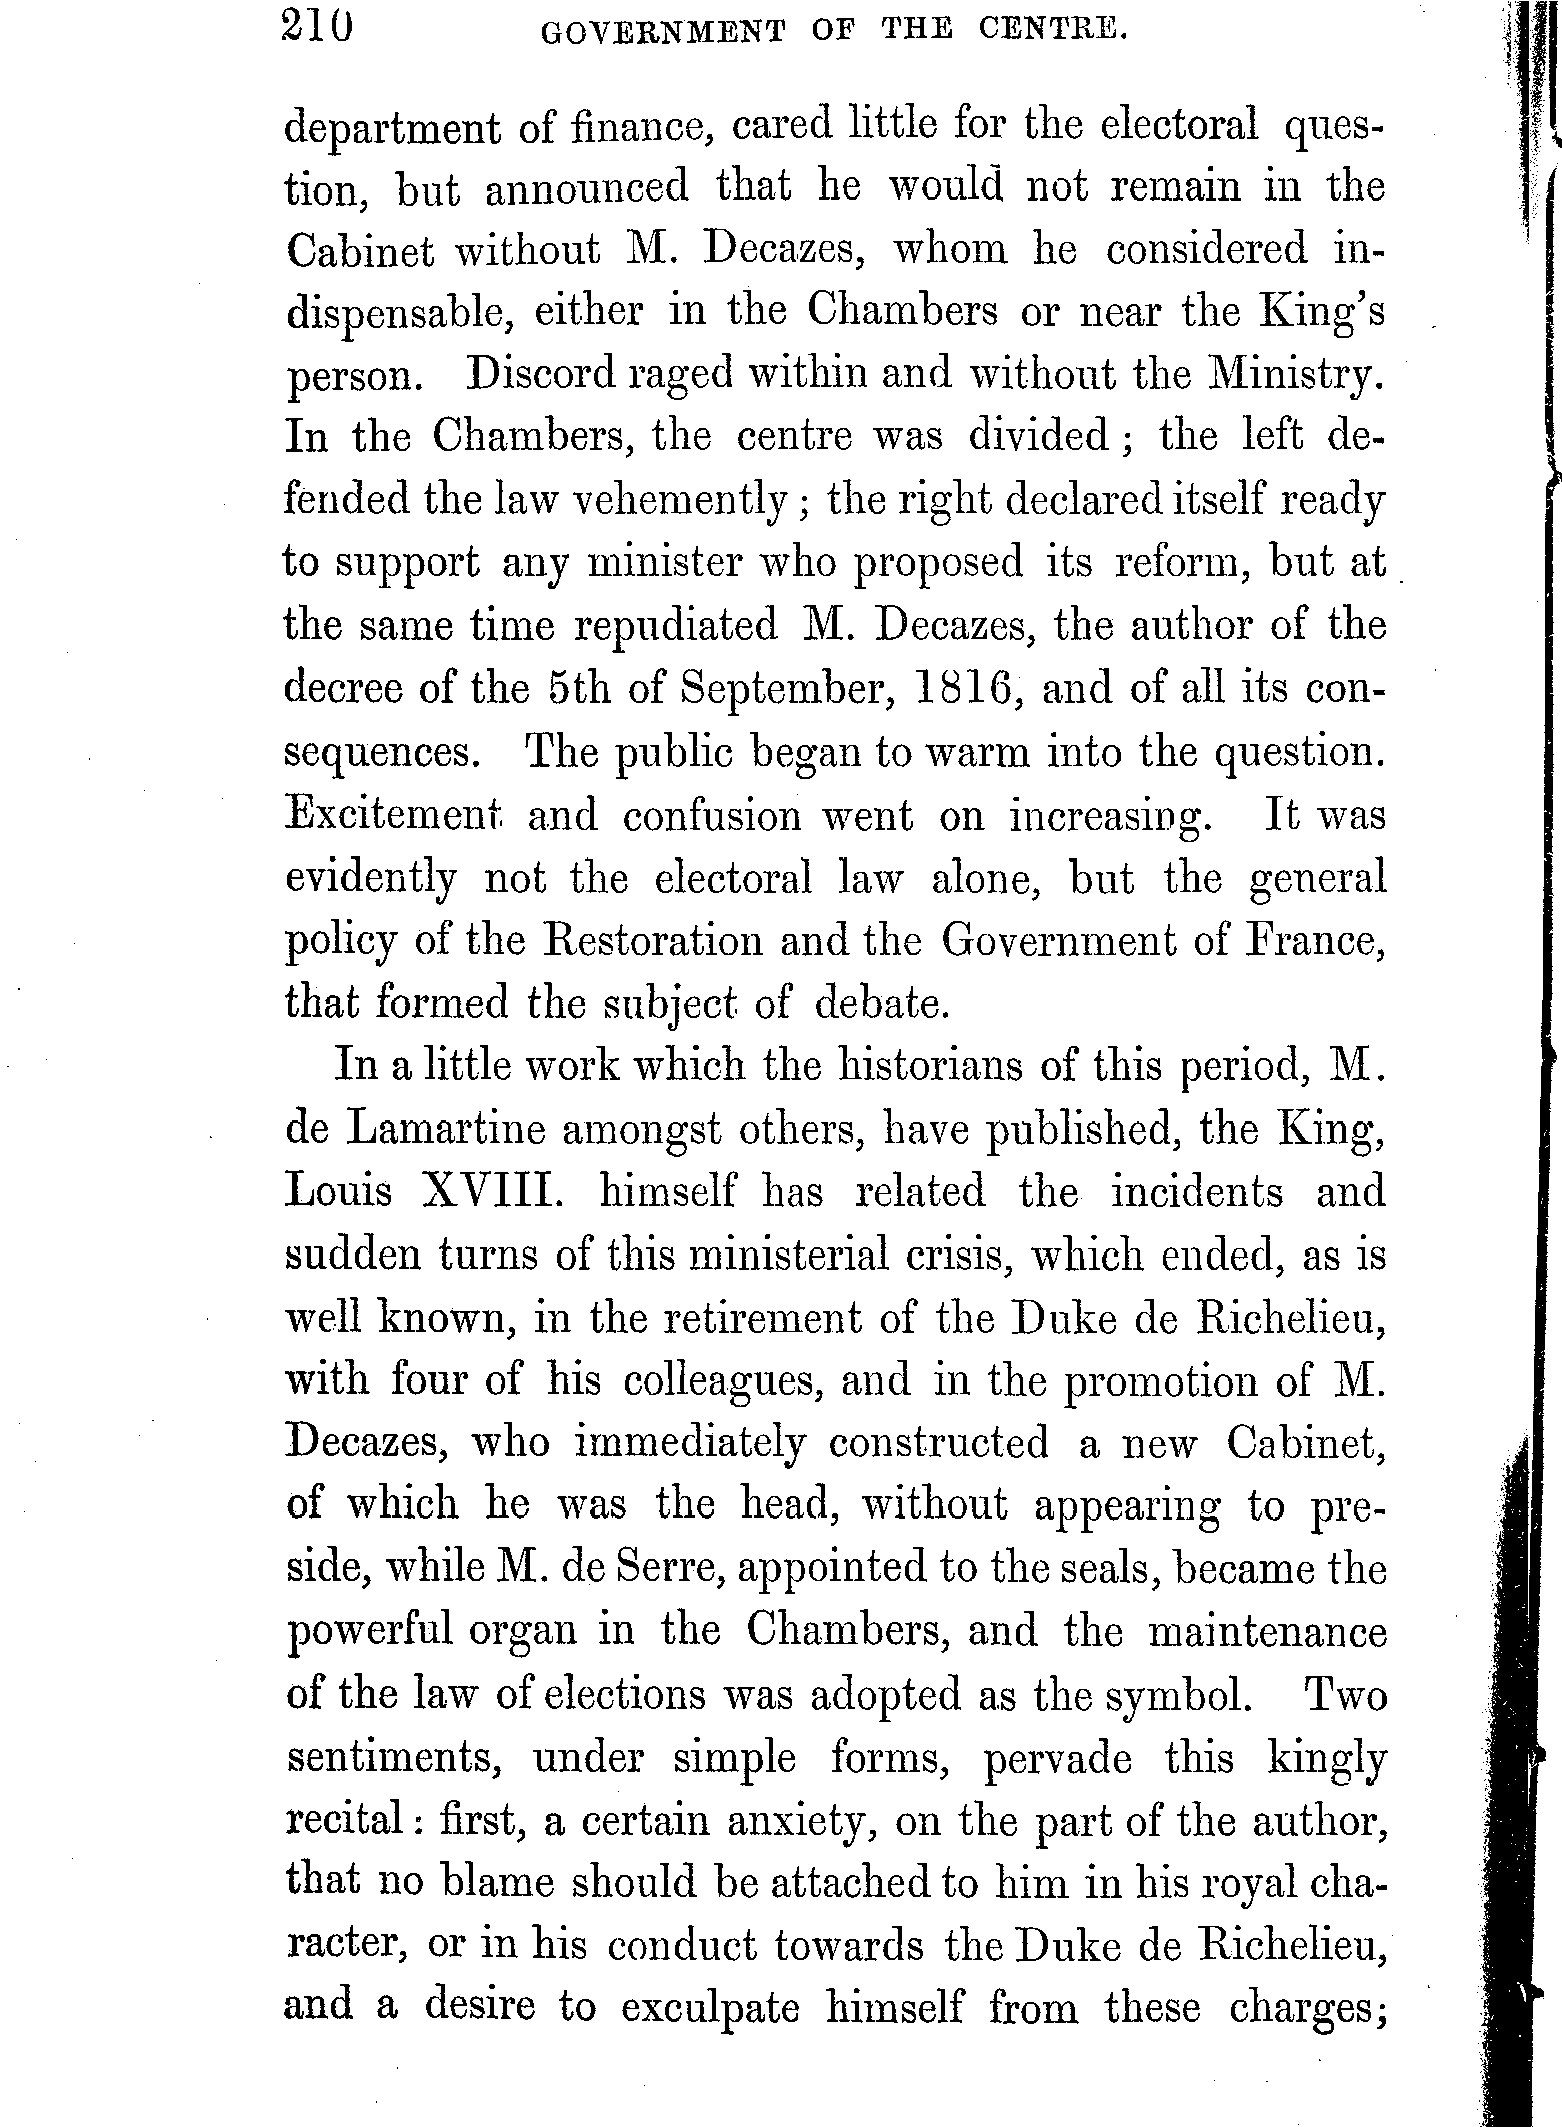 210 GOVERNMENT OF THE CENTRE.
department of finance, cared little for the electoral ques-
tion, but announced that he would not remain in the
Cabinet without M. Decazes, whom he considered in-
dispensable, either in the Chambers or near the King's
person. Discord raged within and without the Ministry.
In the Chambers, the centre was divided; the left de-
fended the law vehemently; the right declared itself ready
to support any minister who proposed its reform, but at
the same time repudiated M. Decazes, the author of the
decree of the 5th of September, 1816, and of all its con-
sequences. The public began to warm into the question.
Excitement and confusion went on increasing. It was
evidently not the electoral law alone, but the general
policy of the Restoration and the Government of France,
that formed the subject of debate.
In a little work which the historians of this period, M.
de Lamartine amongst others, have published, the King,
Louis XVIII. himself has related the incidents and
sudden turns of this ministerial crisis, which ended, as is
well known, in the retirement of the Duke de Richelieu,
with four of his colleagues, and in the promotion of M.
Decazes, who immediately constructed a new Cabinet,
of which he was the head, without appearing to pre-
side, while M. de Serre, appointed to the seals, became the
powerful organ in the Chambers, and the maintenance
of the law of elections was adopted as the symbol. Two
sentiments, under simple forms, pervade this kingly
recital: first, a certain anxiety, on the part of the author,
that no blame should be attached to him in his royal cha-
racter, or in his conduct towards the Duke de Richelieu,
and a desire to exculpate himself from these charges;